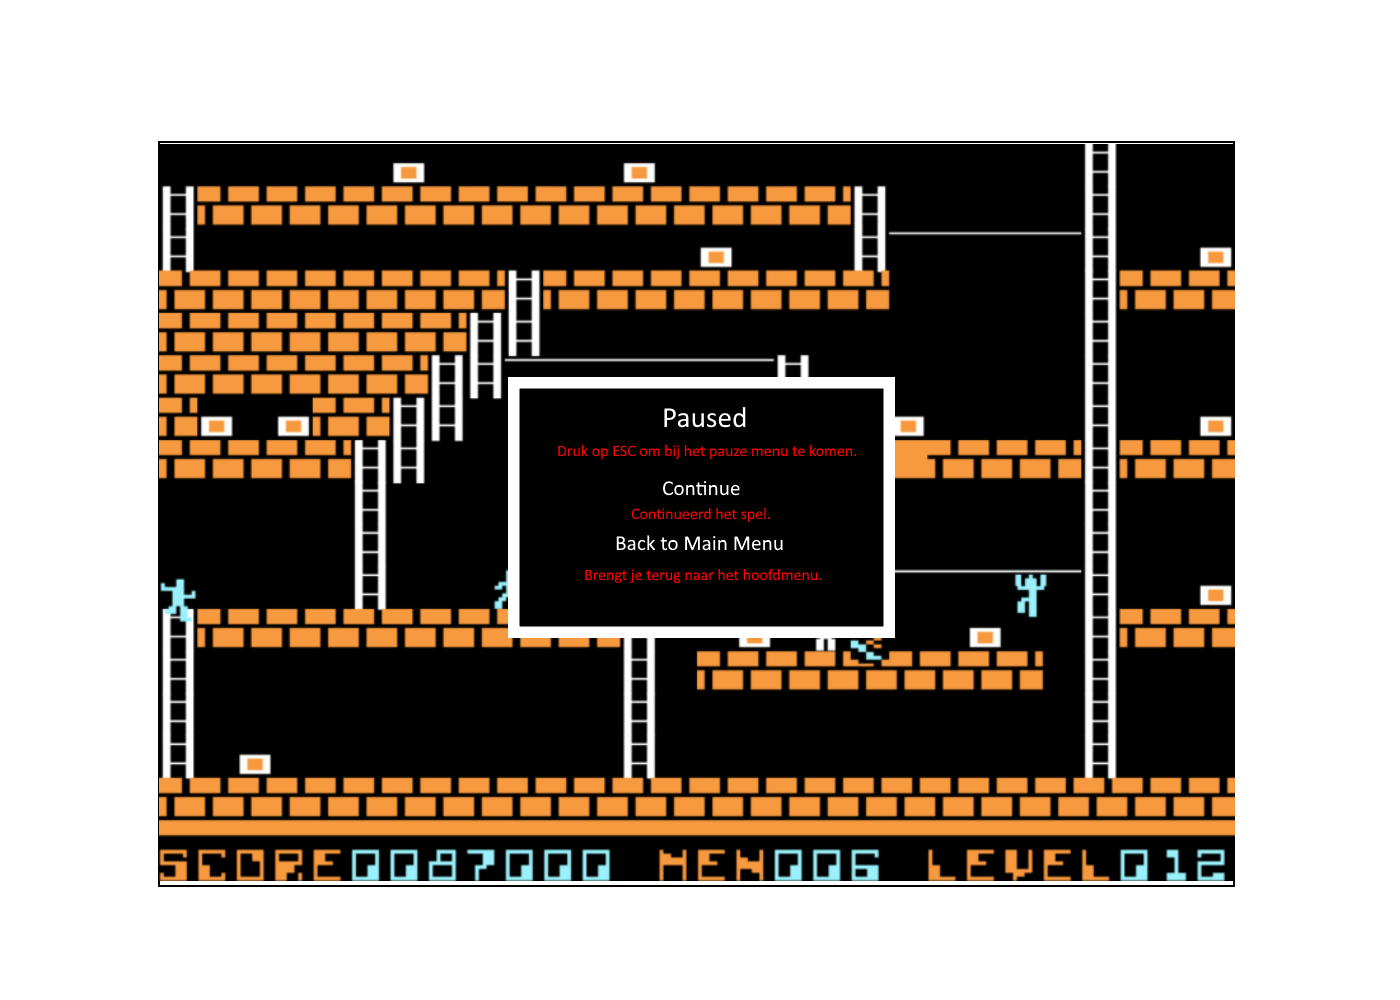 Paused
Druk op ESC om bij het pauze menu te komen.
Continue
Continueerd het spel.
Back to Main Menu
Brengt je terug naar het hoofdmenu.
SCORE0087000 MEN006 LEVEL012